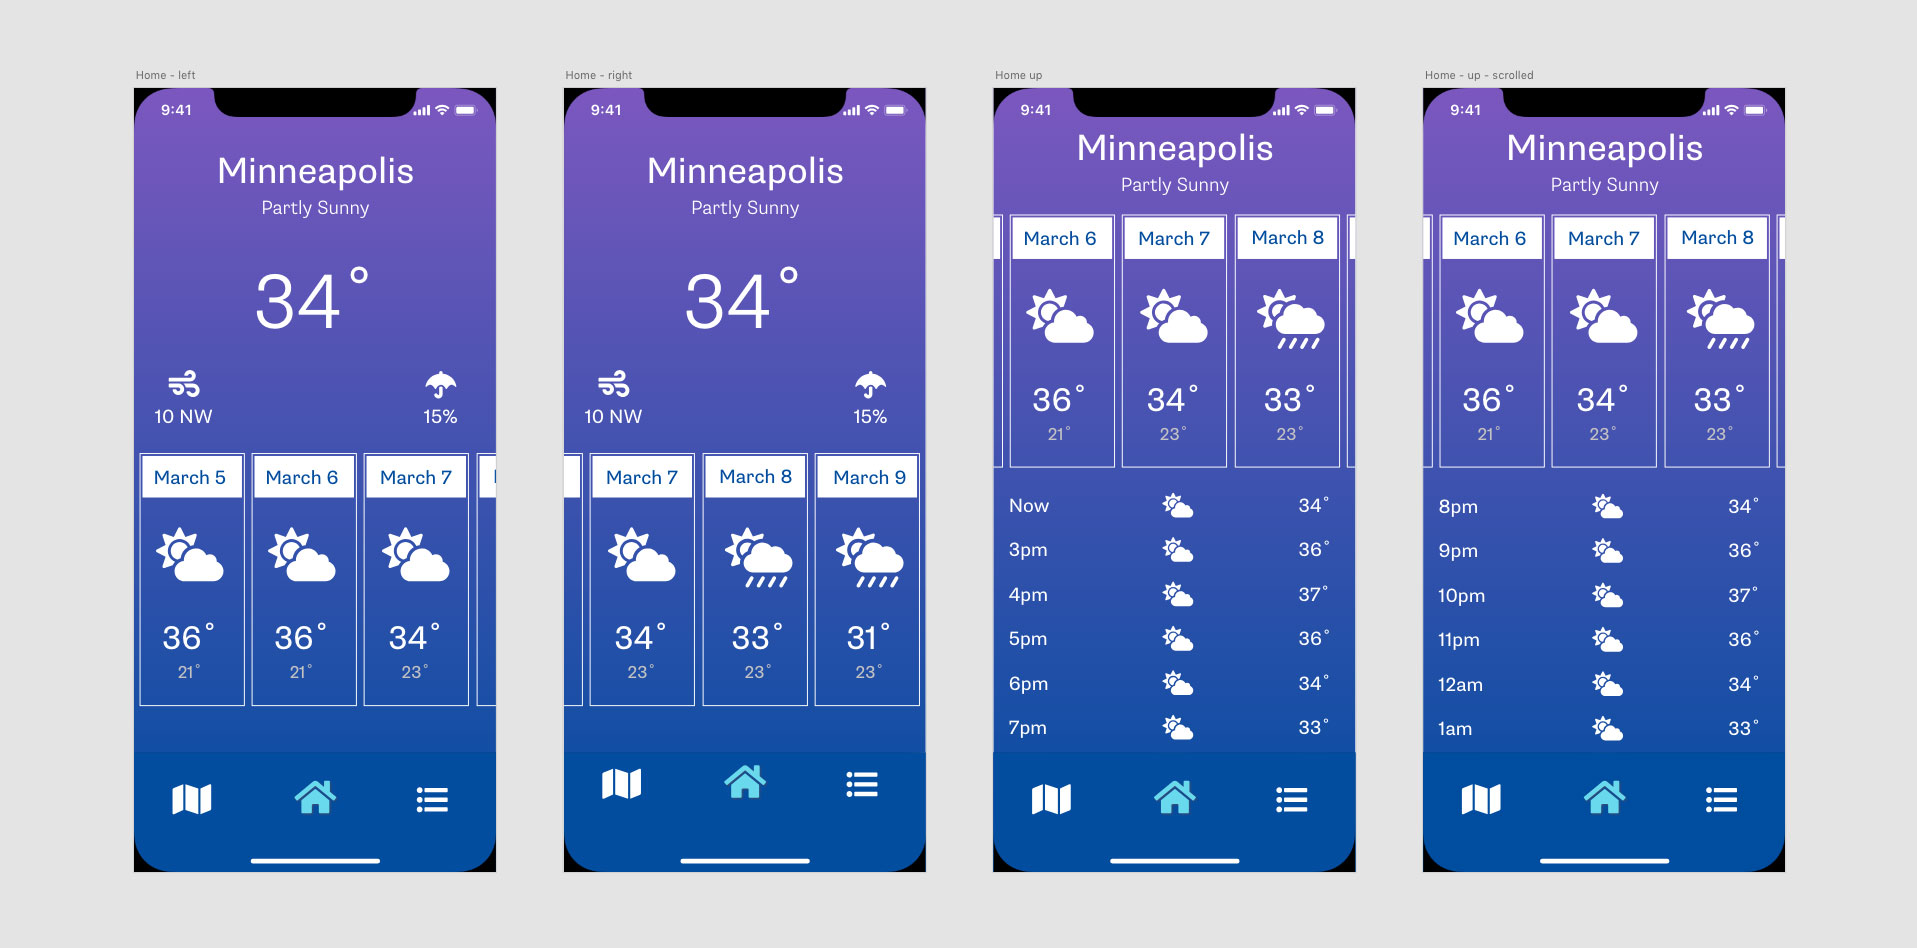 Home - left
9:41
Minneapolis
Partly Sunny
34°
10 NW 15%
March 5 March 6 March 7
36° 36° 34°
21° 21° 23°
Home - right
9:41
Minneapolis
Partly Sunny
34°
10 NW 15%
March 7 March 8 March 9
34° 33° 31°
23° 23° 23°
Home up
9:41
Minneapolis
Partly Sunny
March 6 March 7 March 8
36° 34° 33°
21° 23° 23°
Now 34°
3pm 36°
4pm 37°
5pm 36°
6pm 34°
7pm 33°
Home - up - scrolled
9:41
Minneapolis
Partly Sunny
March 6 March 7 March 8
36° 34° 33°
21° 23° 23°
8pm 34°
9pm 36°
10pm 37°
11pm 36°
12am 34°
1am 33°